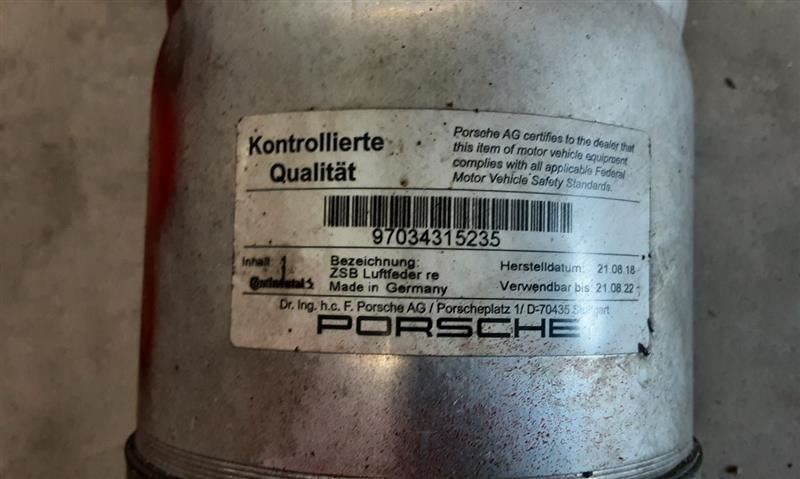 Kontrollierte
Qualität
Porsche AG certifies to the dealer that
this item of motor vehicle equipment
complies with all applicable Federal
Motor Vehicle Safety Standards.
97034315235
Inhalt: 1
Continental
Bezeichnung:
ZSB Luftfeder re
Made in Germany
Herstelldatum: 21.08.18
Verwendbar bis: 21.08.22
Dr. Ing. h.c. F. Porsche AG / Porscheplatz 1/ D-70435 Stuttgart
PORSCHE